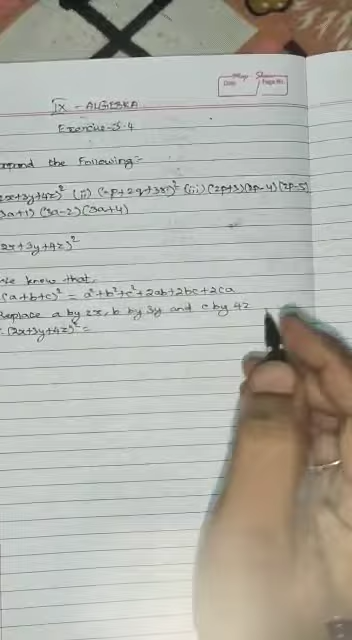 Date
Page No.
IX - ALGEBRA
Exercise-3.4
the Following:-
2x+3y+4z)² (ii) (-p+2q+3r)² (iii) (2p+3)(2p-4)(2p-5)
3a+1) (3a-2) (3a+4)
2x+3y+4z)²
We know that,
(a+b+c)² = a²+b²+c²+2ab+2bc+2ca
Replace a by 2x, b by 3y and c by 4z
(2x+3y+4z)² =